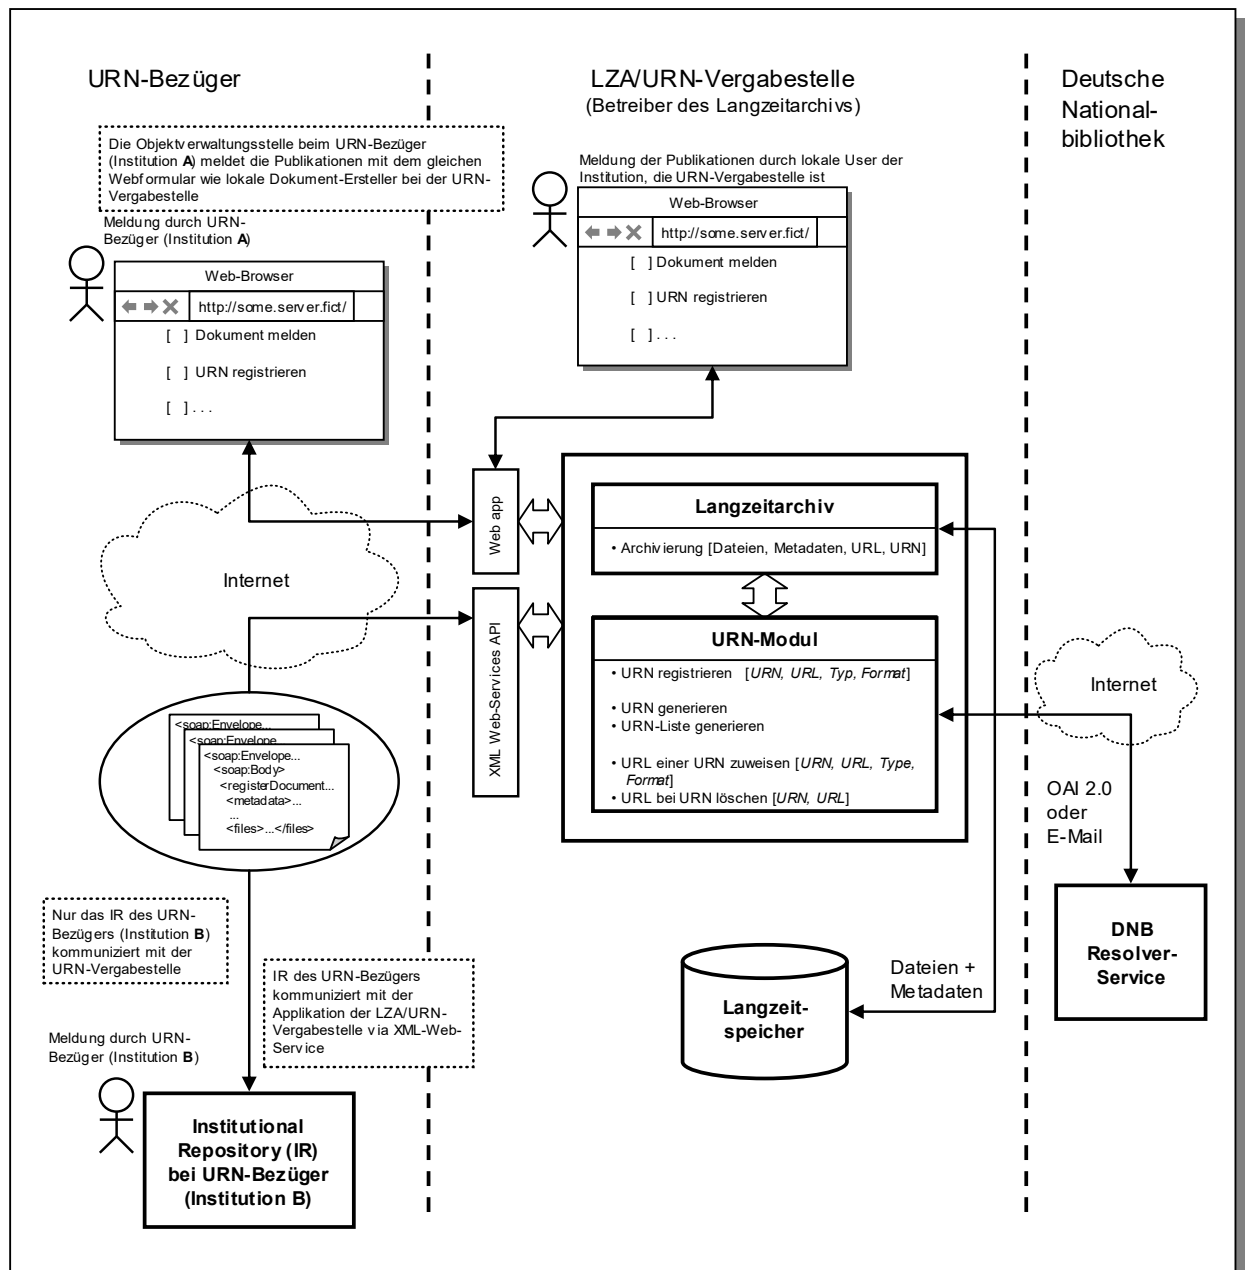 URN-Bezüger
LZA/URN-Vergabestelle
(Betreiber des Langzeitarchivs)
Deutsche
National-
bibliothek
Die Objektverwaltungsstelle beim URN-Bezüger
(Institution A) meldet die Publikationen mit dem gleichen
Webformular wie lokale Dokument-Ersteller bei der URN-
Vergabestelle
Meldung durch URN-
Bezüger (Institution A)
Web-Browser
http://some.server.fict/
[ ] Dokument melden
[ ] URN registrieren
[ ] . . .
Meldung der Publikationen durch lokale User der
Institution, die URN-Vergabestelle ist
Web-Browser
http://some.server.fict/
[ ] Dokument melden
[ ] URN registrieren
[ ] . . .
Internet
Web app
XML Web-Services API
Langzeitarchiv
• Archivierung [Dateien, Metadaten, URL, URN]
URN-Modul
• URN registrieren [URN, URL, Typ, Format]
• URN generieren
• URN-Liste generieren
• URL einer URN zuweisen [URN, URL, Type,
Format]
• URL bei URN löschen [URN, URL]
Internet
OAI 2.0
oder
E-Mail
DNB
Resolver-
Service
<soap:Envelope...
<soap:Envelope...
<soap:Envelope...
<soap:Body>
<registerDocument...
<metadata>...
...
<files>...</files>
Nur das IR des URN-
Bezügers (Institution B)
kommuniziert mit der
URN-Vergabestelle
IR des URN-Bezügers
kommuniziert mit der
Applikation der LZA/URN-
Vergabestelle via XML-Web-
Service
Langzeit-
speicher
Dateien +
Metadaten
Meldung durch URN-
Bezüger (Institution B)
Institutional
Repository (IR)
bei URN-Bezüger
(Institution B)